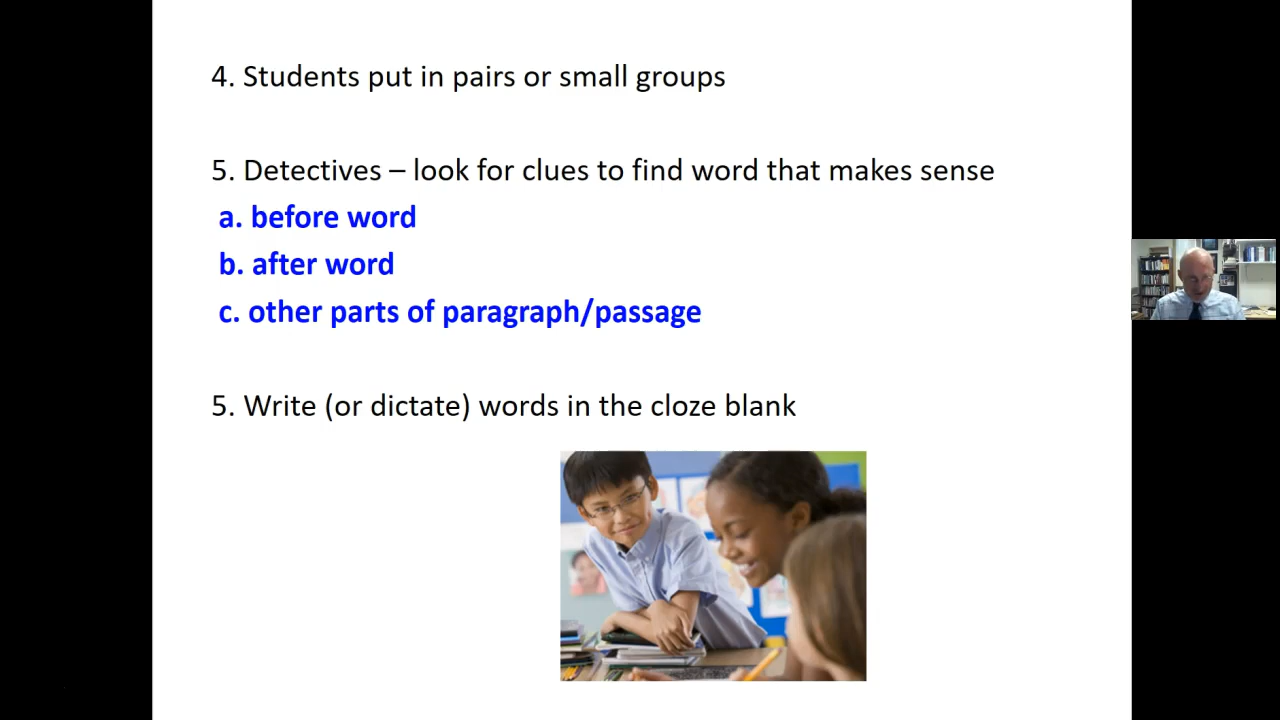 4. Students put in pairs or small groups
5. Detectives – look for clues to find word that makes sense
a. before word
b. after word
c. other parts of paragraph/passage
5. Write (or dictate) words in the cloze blank